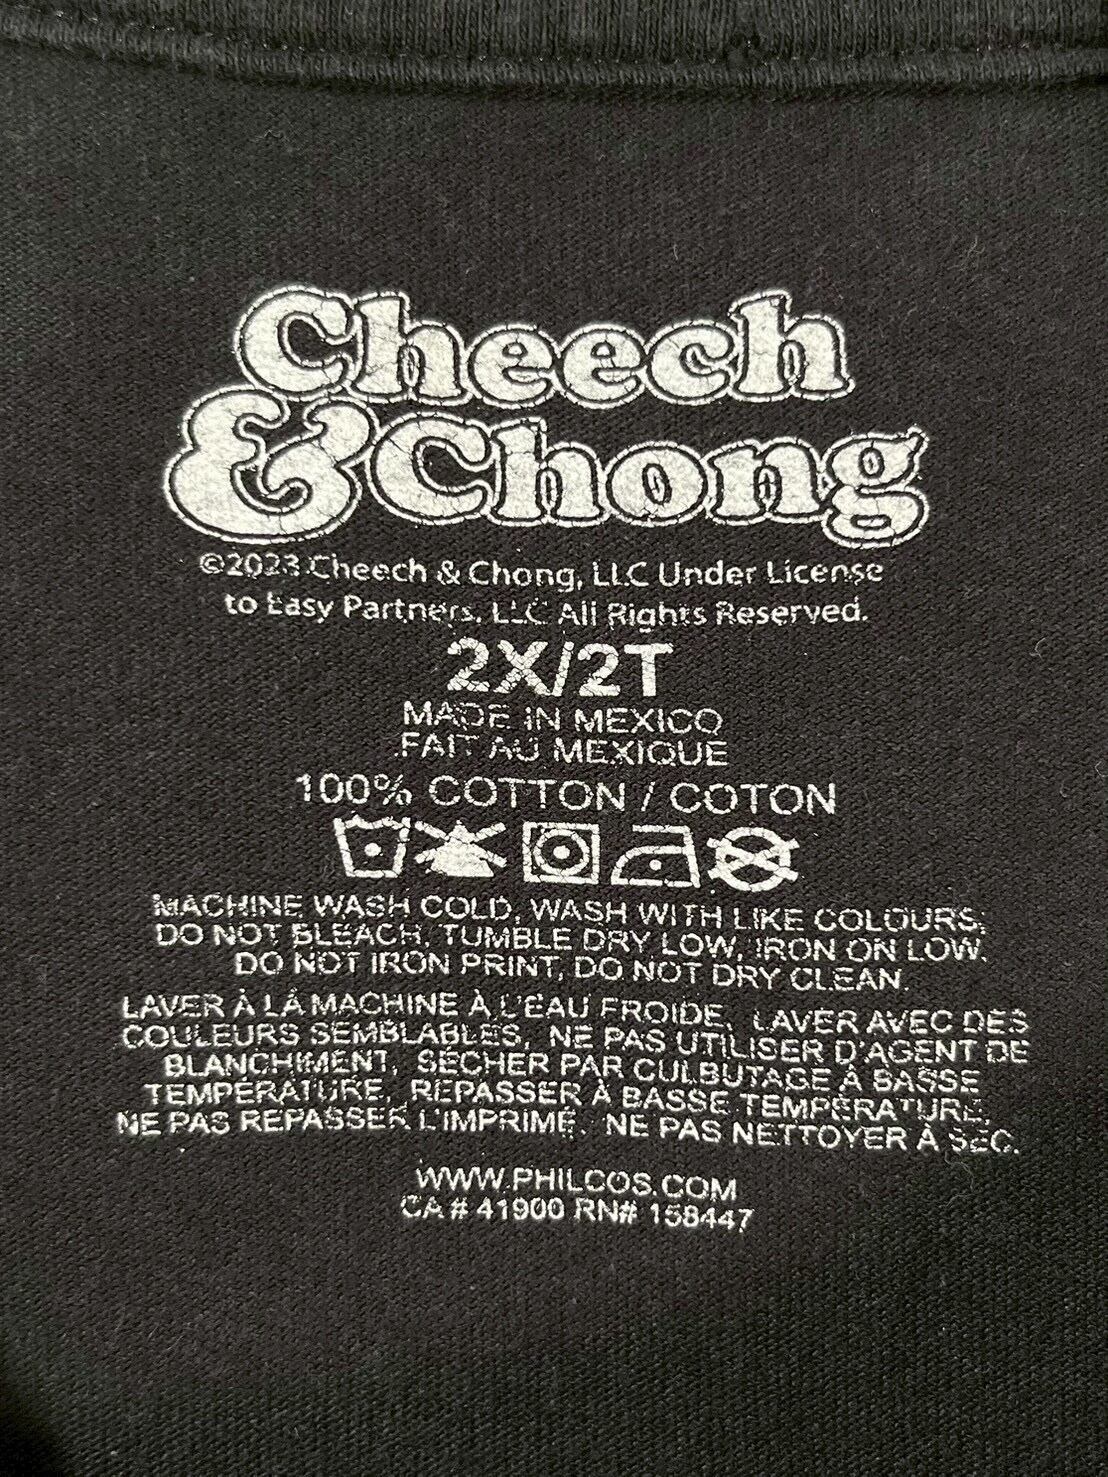 Cheech
& Chong
©2023 Cheech & Chong, LLC Under License
to Easy Partners, LLC All Rights Reserved.
2X/2T
MADE IN MEXICO
FAIT AU MEXIQUE
100% COTTON / COTON
MACHINE WASH COLD, WASH WITH LIKE COLOURS,
DO NOT BLEACH, TUMBLE DRY LOW, IRON ON LOW.
DO NOT IRON PRINT, DO NOT DRY CLEAN.
LAVER À LA MACHINE À L'EAU FROIDE, LAVER AVEC DES
COULEURS SEMBLABLES, NE PAS UTILISER D'AGENT DE
BLANCHIMENT, SÉCHER PAR CULBUTAGE À BASSE
TEMPÉRATURE, REPASSER À BASSE TEMPÉRATURE,
NE PAS REPASSER L'IMPRIMÉ. NE PAS NETTOYER À SEC.
WWW.PHILCOS.COM
CA# 41900 RN# 158447